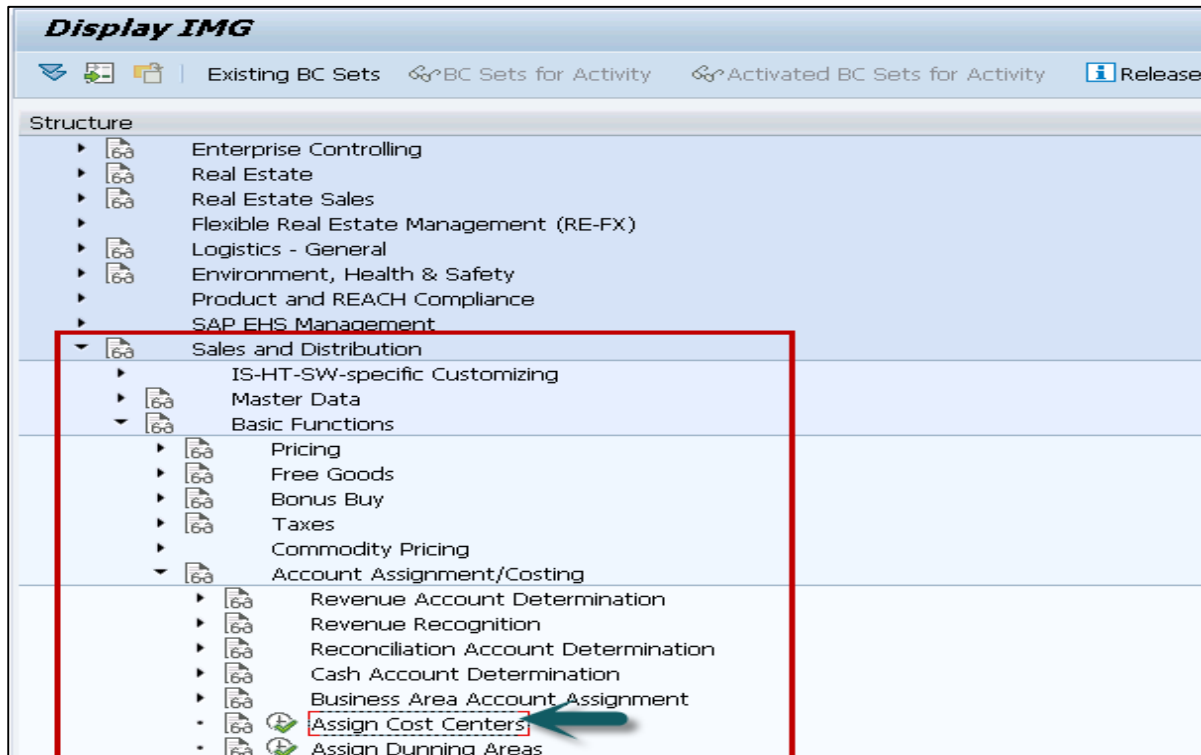 Display IMG
Existing BC Sets BC Sets for Activity Activated BC Sets for Activity Release
Structure
Enterprise Controlling
Real Estate
Real Estate Sales
Flexible Real Estate Management (RE-FX)
Logistics - General
Environment, Health & Safety
Product and REACH Compliance
SAP EHS Management
Sales and Distribution
IS-HT-SW-specific Customizing
Master Data
Basic Functions
Pricing
Free Goods
Bonus Buy
Taxes
Commodity Pricing
Account Assignment/Costing
Revenue Account Determination
Revenue Recognition
Reconciliation Account Determination
Cash Account Determination
Business Area Account Assignment
Assign Cost Centers
Assign Dunning Areas